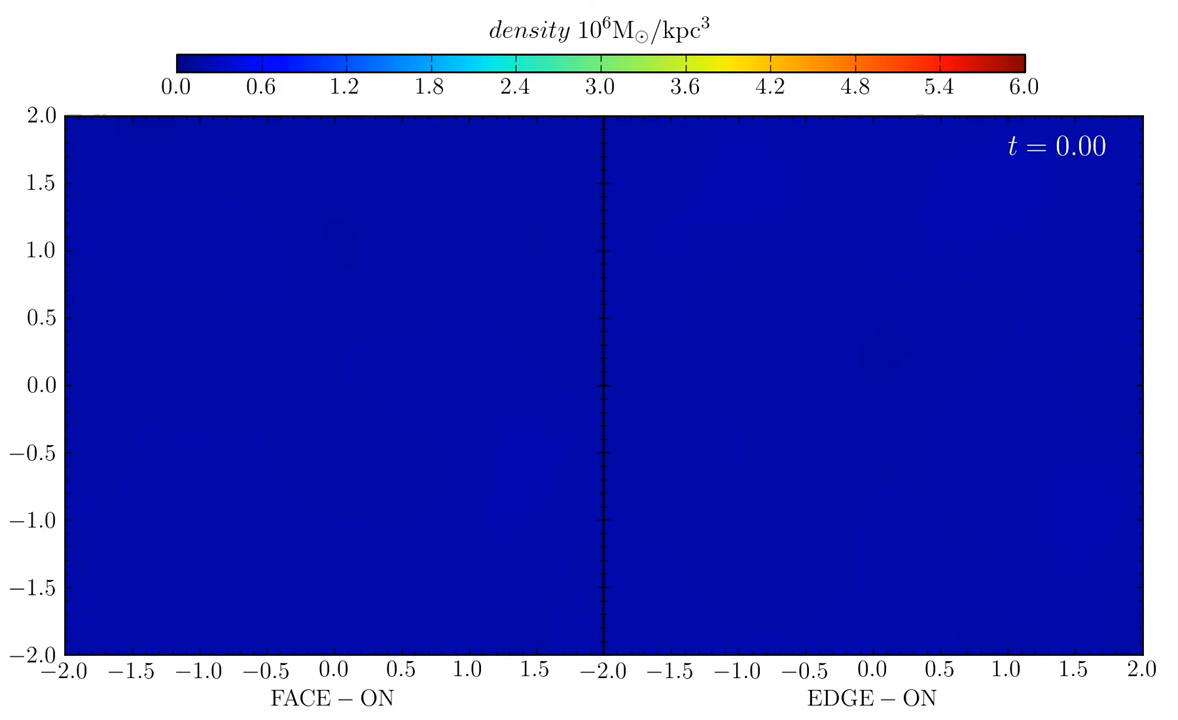 density 10⁶M⊙/kpc³
0.0 0.6 1.2 1.8 2.4 3.0 3.6 4.2 4.8 5.4 6.0
2.0
t = 0.00
1.5
1.0
0.5
0.0
−0.5
−1.0
−1.5
−2.0
−2.0 −1.5 −1.0 −0.5 0.0 0.5 1.0 1.5 −2.0 −1.5 −1.0 −0.5 0.0 0.5 1.0 1.5 2.0
FACE − ON EDGE − ON